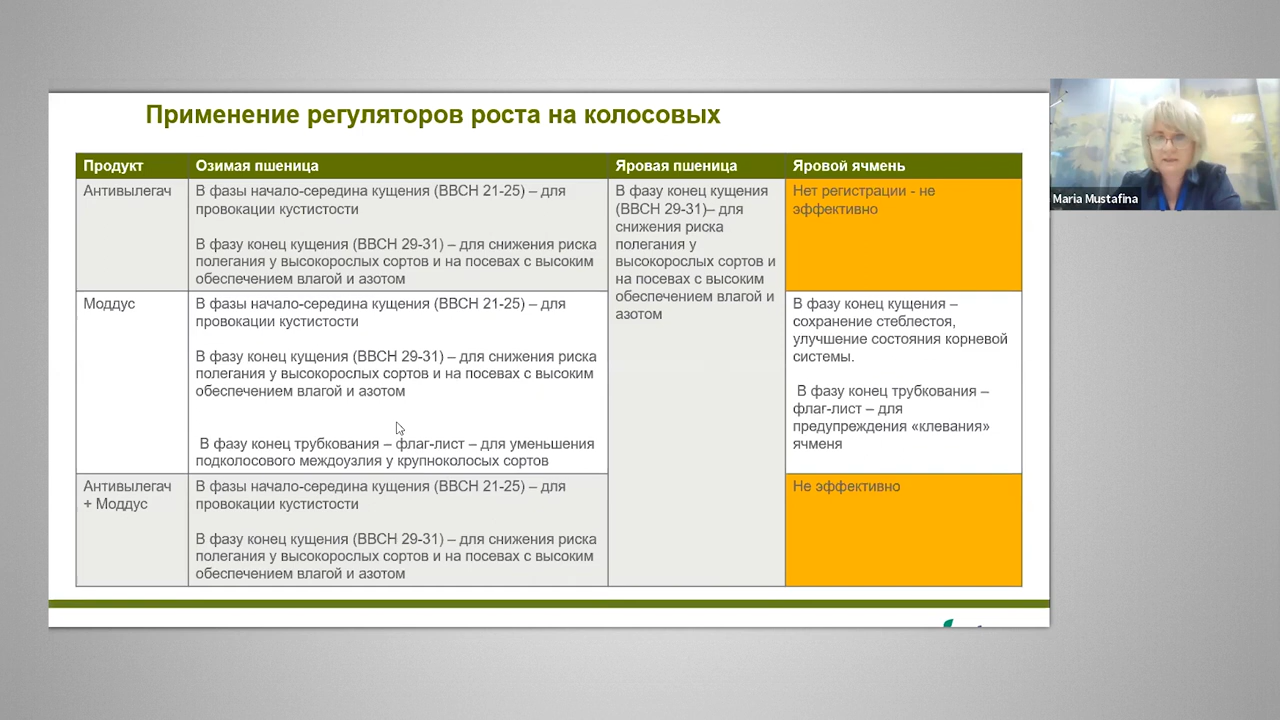 Применение регуляторов роста на колосовых
Продукт
Озимая пшеница
Яровая пшеница
Яровой ячмень
Антивылегач
В фазы начало-середина кущения (ВВСН 21-25) – для
провокации кустистости
В фазу конец кущения (ВВСН 29-31) – для снижения риска
полегания у высокорослых сортов и на посевах с высоким
обеспечением влагой и азотом
В фазу конец кущения
(ВВСН 29-31)– для
снижения риска
полегания у
высокорослых сортов и
на посевах с высоким
обеспечением влагой и
азотом
Нет регистрации - не
эффективно
Моддус
В фазы начало-середина кущения (ВВСН 21-25) – для
провокации кустистости
В фазу конец кущения (ВВСН 29-31) – для снижения риска
полегания у высокорослых сортов и на посевах с высоким
обеспечением влагой и азотом
В фазу конец трубкования – флаг-лист – для уменьшения
подколосового междоузлия у крупноколосых сортов
В фазу конец кущения –
сохранение стеблестоя,
улучшение состояния корневой
системы.
В фазу конец трубкования –
флаг-лист – для
предупреждения «клевания»
ячменя
Антивылегач
+ Моддус
В фазы начало-середина кущения (ВВСН 21-25) – для
провокации кустистости
В фазу конец кущения (ВВСН 29-31) – для снижения риска
полегания у высокорослых сортов и на посевах с высоким
обеспечением влагой и азотом
Не эффективно
Maria Mustafina